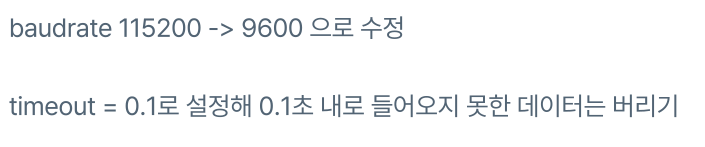 baudrate 115200 -> 9600 으로 수정
timeout = 0.1로 설정해 0.1초 내로 들어오지 못한 데이터는 버리기